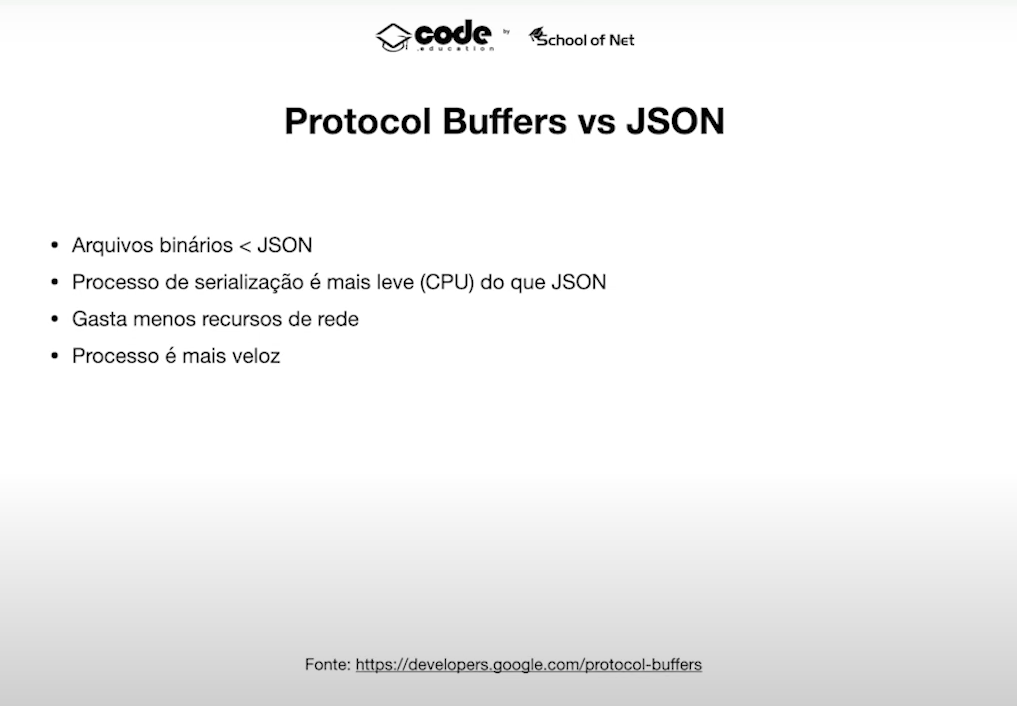 code by School of Net
.education
Protocol Buffers vs JSON
• Arquivos binários < JSON
• Processo de serialização é mais leve (CPU) do que JSON
• Gasta menos recursos de rede
• Processo é mais veloz
Fonte: https://developers.google.com/protocol-buffers